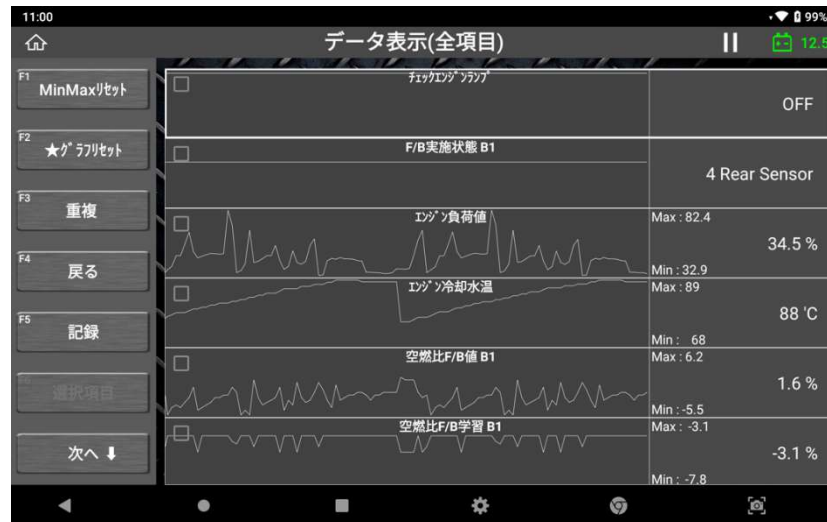 11:00
99%
データ表示(全項目)
12.5
F1
MinMaxﾘｾｯﾄ
F2
★ｸﾞﾗﾌﾘｾｯﾄ
F3
重複
F4
戻る
F5
記録
F6
選択項目
次へ ⬇
ﾁｪｯｸｴﾝｼﾞﾝﾗﾝﾌﾟ
OFF
F/B実施状態 B1
4 Rear Sensor
ｴﾝｼﾞﾝ負荷値
Max : 82.4
34.5 %
Min : 32.9
ｴﾝｼﾞﾝ冷却水温
Max : 89
88 'C
Min : 68
空燃比F/B値 B1
Max : 6.2
1.6 %
Min : -5.5
空燃比F/B学習 B1
Max : -3.1
-3.1 %
Min : -7.8